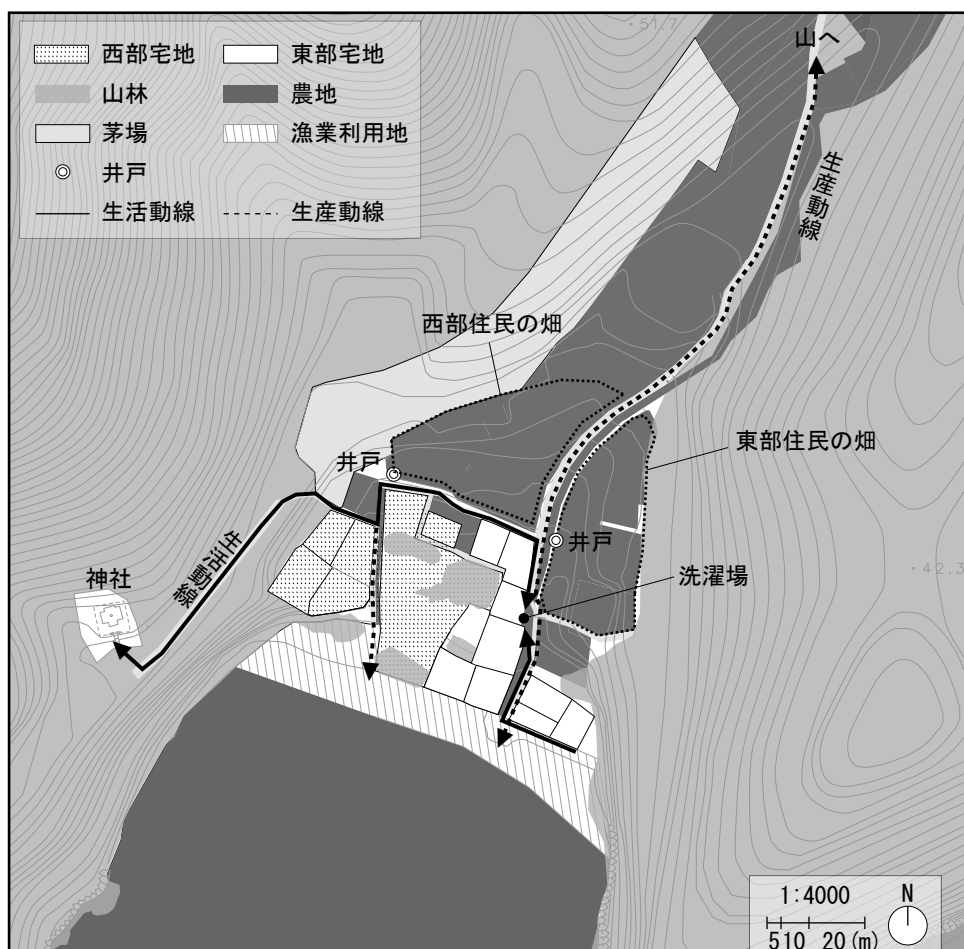 ・51.7
山へ
西部宅地
東部宅地
山林
農地
茅場
漁業利用地
井戸
生活動線
生産動線
生産動線
西部住民の畑
東部住民の畑
井戸
井戸
生活動線
神社
洗濯場
・42.3
1:4000
N
510 20(m)